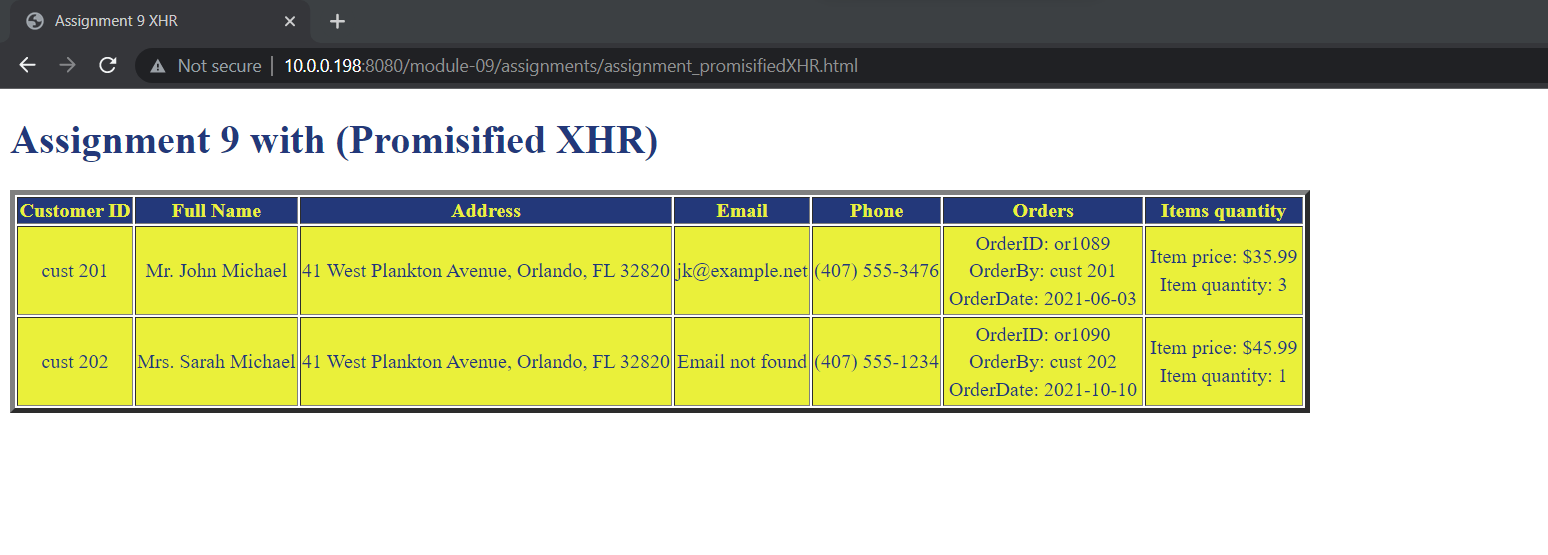 Assignment 9 XHR
Not secure | 10.0.0.198:8080/module-09/assignments/assignment_promisifiedXHR.html
Assignment 9 with (Promisified XHR)
Customer ID Full Name Address Email Phone Orders Items quantity
cust 201 Mr. John Michael 41 West Plankton Avenue, Orlando, FL 32820 jk@example.net (407) 555-3476
OrderID: or1089
OrderBy: cust 201
OrderDate: 2021-06-03
Item price: $35.99
Item quantity: 3
cust 202 Mrs. Sarah Michael 41 West Plankton Avenue, Orlando, FL 32820 Email not found (407) 555-1234
OrderID: or1090
OrderBy: cust 202
OrderDate: 2021-10-10
Item price: $45.99
Item quantity: 1